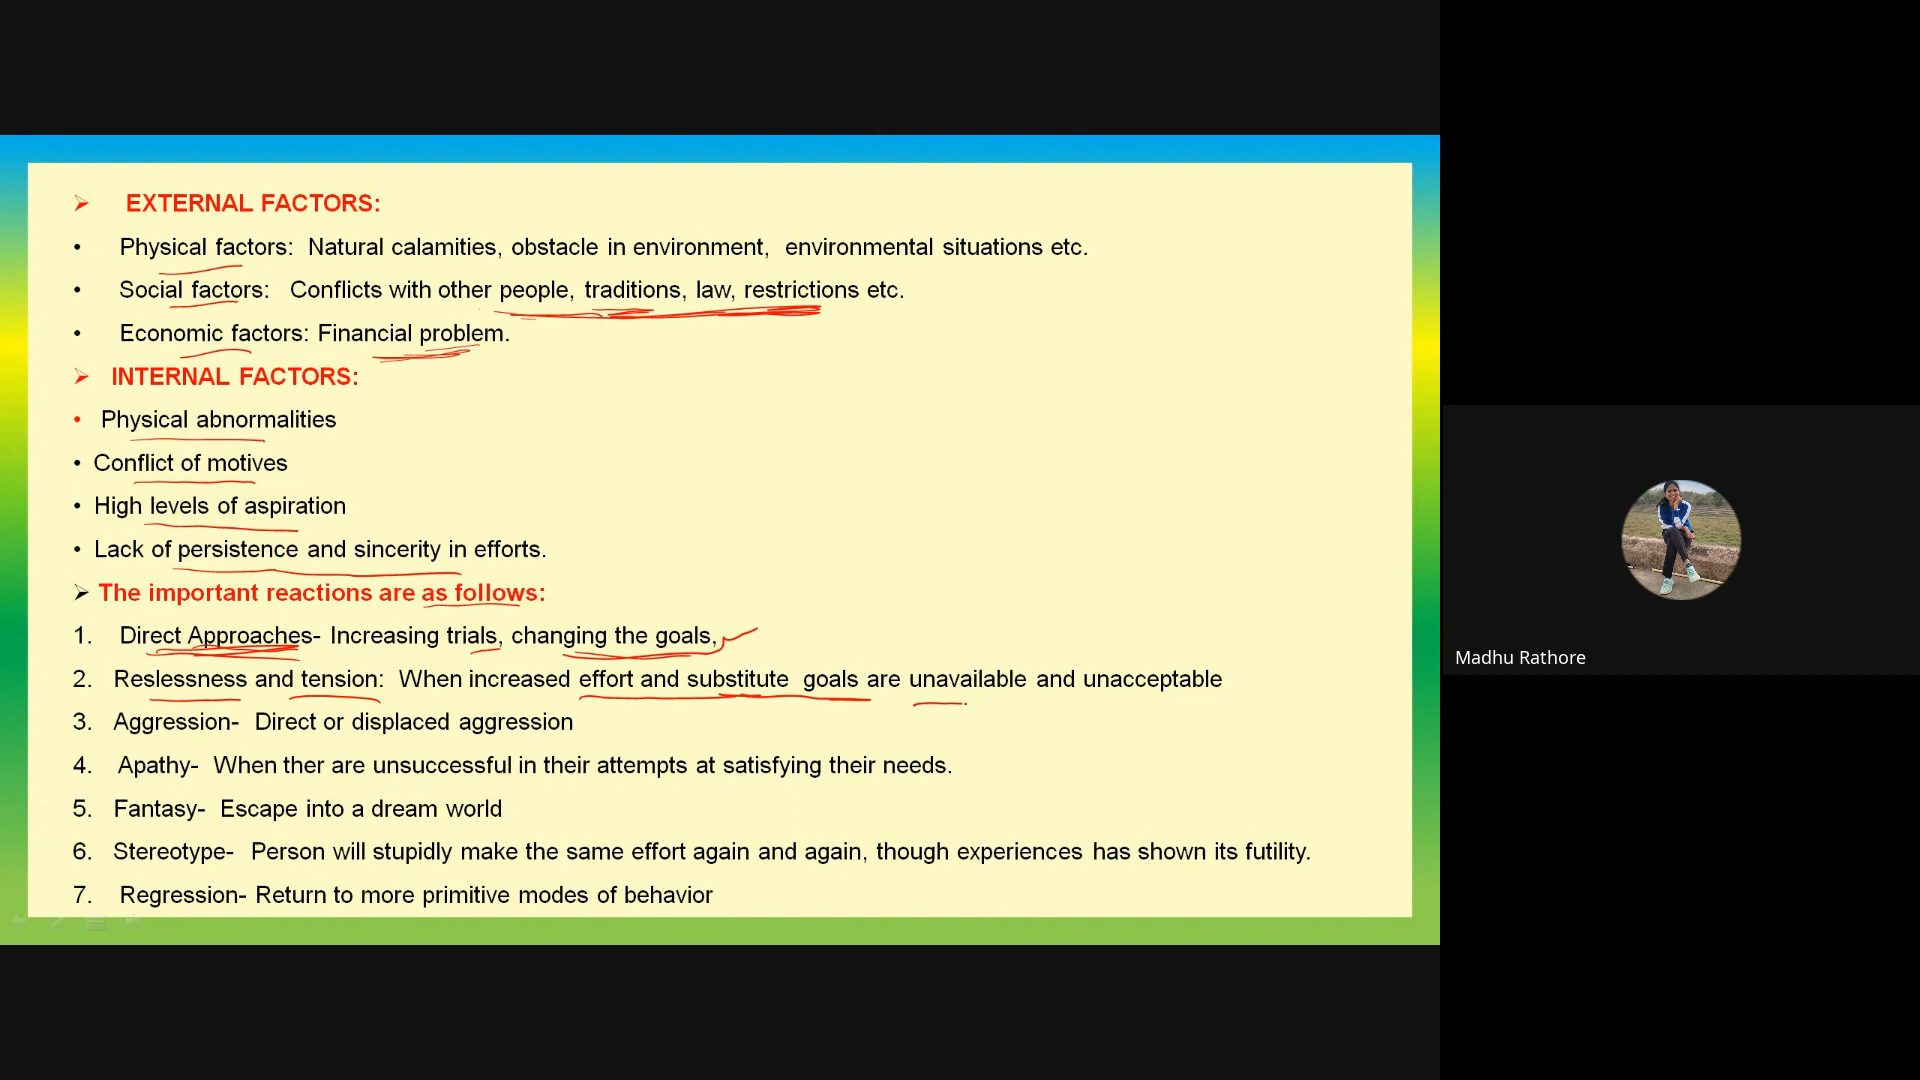 ➢ EXTERNAL FACTORS:
• Physical factors: Natural calamities, obstacle in environment, environmental situations etc.
• Social factors: Conflicts with other people, traditions, law, restrictions etc.
• Economic factors: Financial problem.
➢ INTERNAL FACTORS:
• Physical abnormalities
• Conflict of motives
• High levels of aspiration
• Lack of persistence and sincerity in efforts.
➢ The important reactions are as follows:
1. Direct Approaches- Increasing trials, changing the goals,
2. Reslessness and tension: When increased effort and substitute goals are unavailable and unacceptable
3. Aggression- Direct or displaced aggression
4. Apathy- When ther are unsuccessful in their attempts at satisfying their needs.
5. Fantasy- Escape into a dream world
6. Stereotype- Person will stupidly make the same effort again and again, though experiences has shown its futility.
7. Regression- Return to more primitive modes of behavior
Madhu Rathore